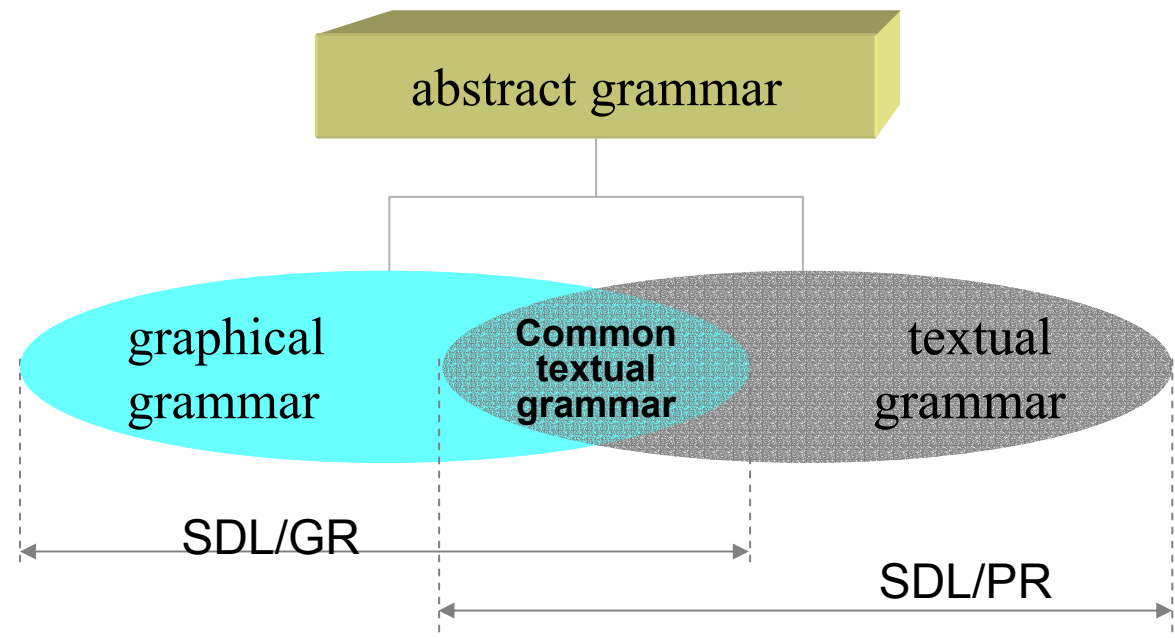 abstract grammar
graphical
grammar
Common
textual
grammar
textual
grammar
SDL/GR
SDL/PR